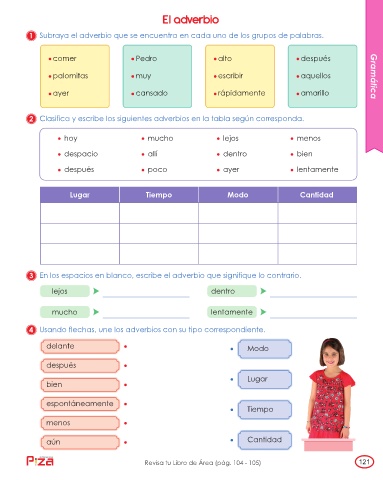 El adverbio
1 Subraya el adverbio que se encuentra en cada uno de los grupos de palabras.
• comer • Pedro • alto • después
• palomitas • muy • escribir • aquellos
• ayer • cansado • rápidamente • amarillo
Gramática
2 Clasifica y escribe los siguientes adverbios en la tabla según corresponda.
• hoy • mucho • lejos • menos
• despacio • allí • dentro • bien
• después • poco • ayer • lentamente
Lugar Tiempo Modo Cantidad
3 En los espacios en blanco, escribe el adverbio que signifique lo contrario.
lejos dentro
mucho lentamente
4 Usando flechas, une los adverbios con su tipo correspondiente.
delante • • Modo
después •
bien • • Lugar
espontáneamente • • Tiempo
menos •
aún • • Cantidad
Piza
Revisa tu Libro de Área (pág. 104 - 105)
121